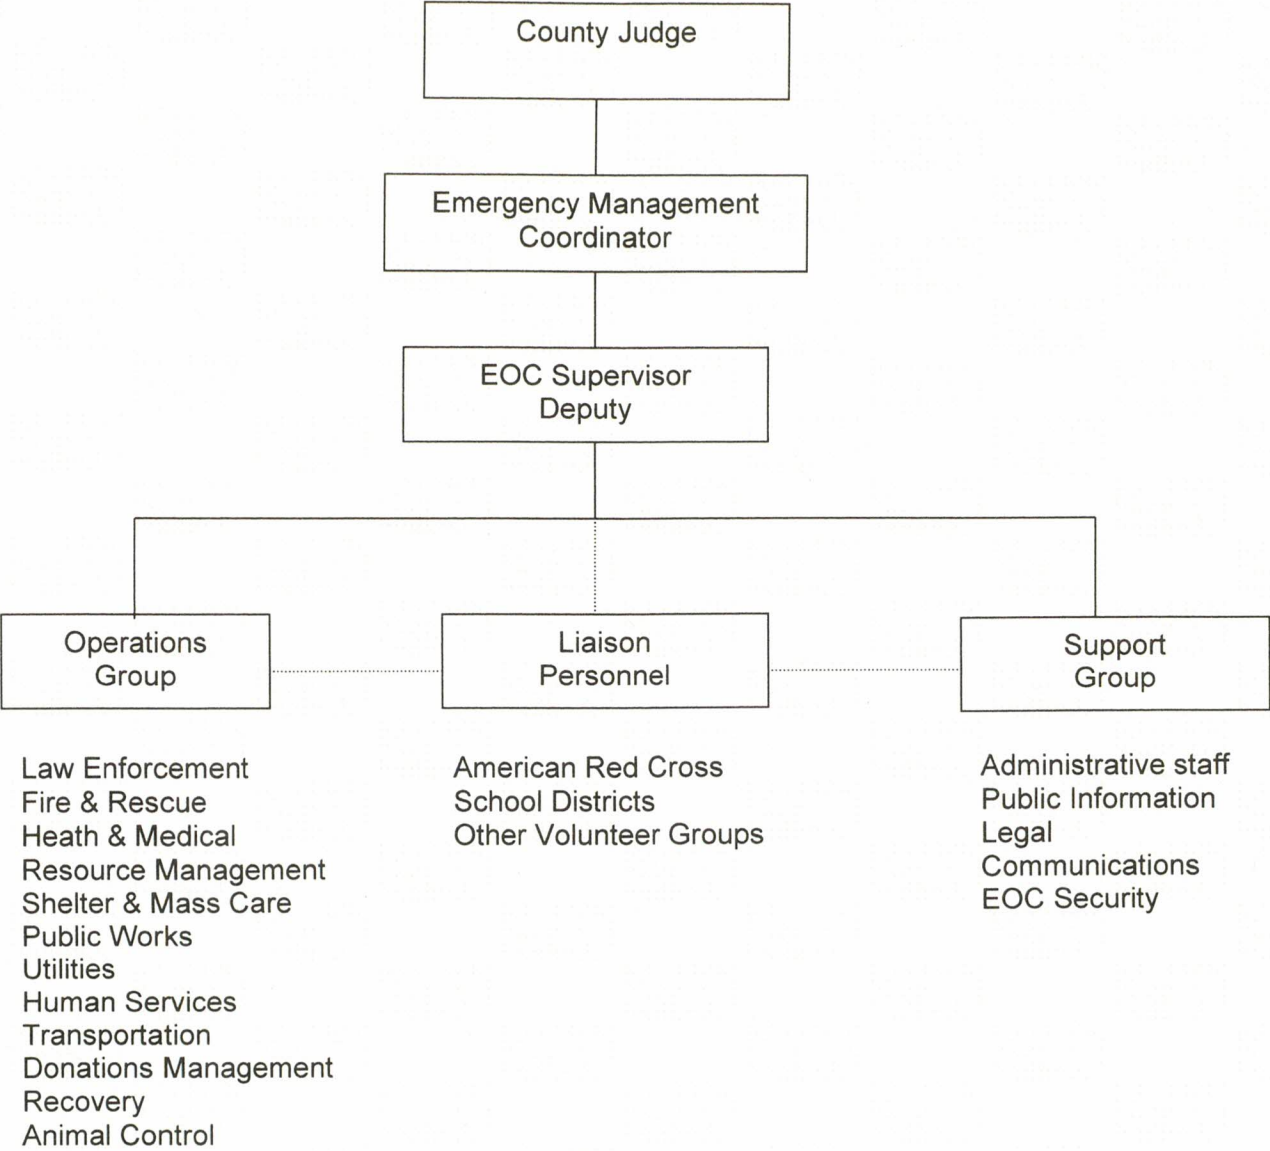 County Judge
Emergency Management
Coordinator
EOC Supervisor
Deputy
Operations
Group
Liaison
Personnel
Support
Group
Law Enforcement
Fire & Rescue
Heath & Medical
Resource Management
Shelter & Mass Care
Public Works
Utilities
Human Services
Transportation
Donations Management
Recovery
Animal Control
American Red Cross
School Districts
Other Volunteer Groups
Administrative staff
Public Information
Legal
Communications
EOC Security